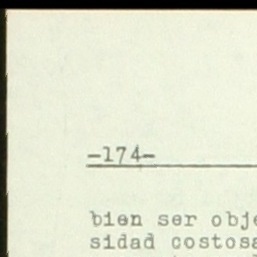 -174-
bien ser obje
sidad costosa